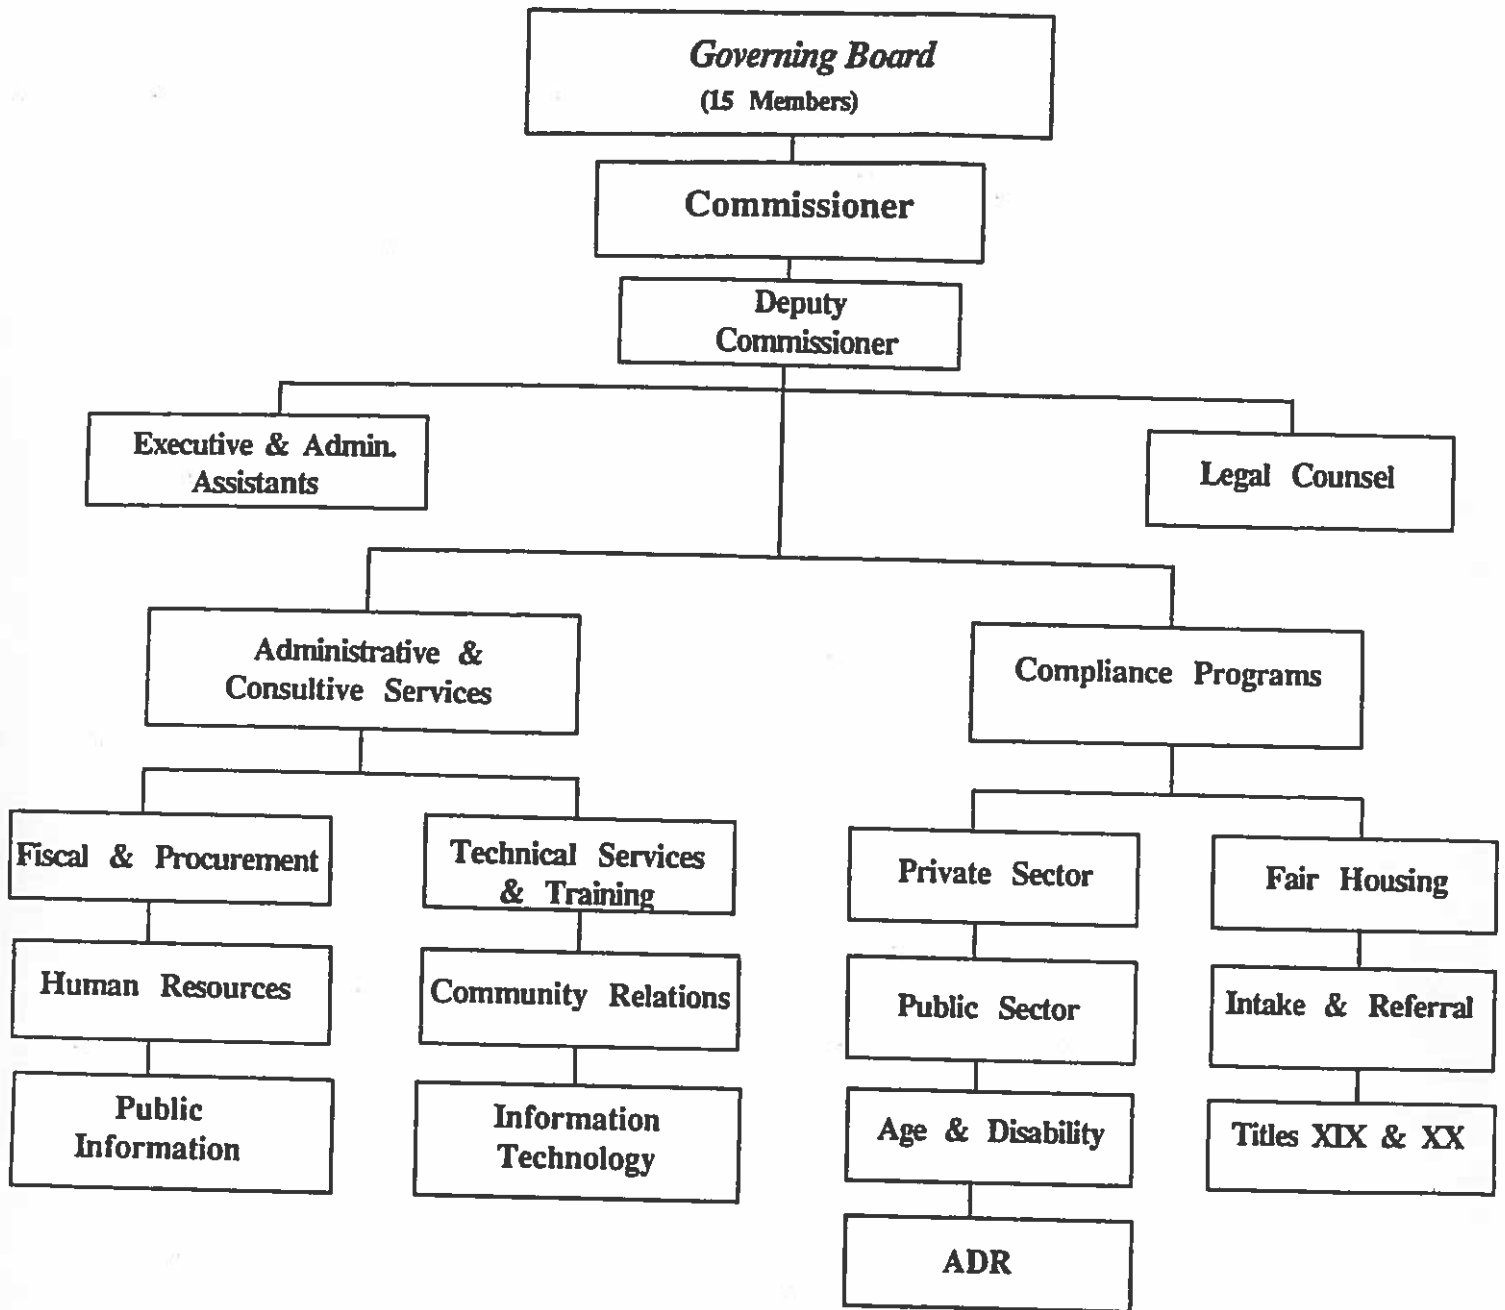 Governing Board
(15 Members)
Commissioner
Deputy
Commissioner
Executive & Admin.
Assistants
Legal Counsel
Administrative &
Consultive Services
Compliance Programs
Fiscal & Procurement
Technical Services
& Training
Private Sector
Fair Housing
Human Resources
Community Relations
Public Sector
Intake & Referral
Public
Information
Information
Technology
Age & Disability
Titles XIX & XX
ADR